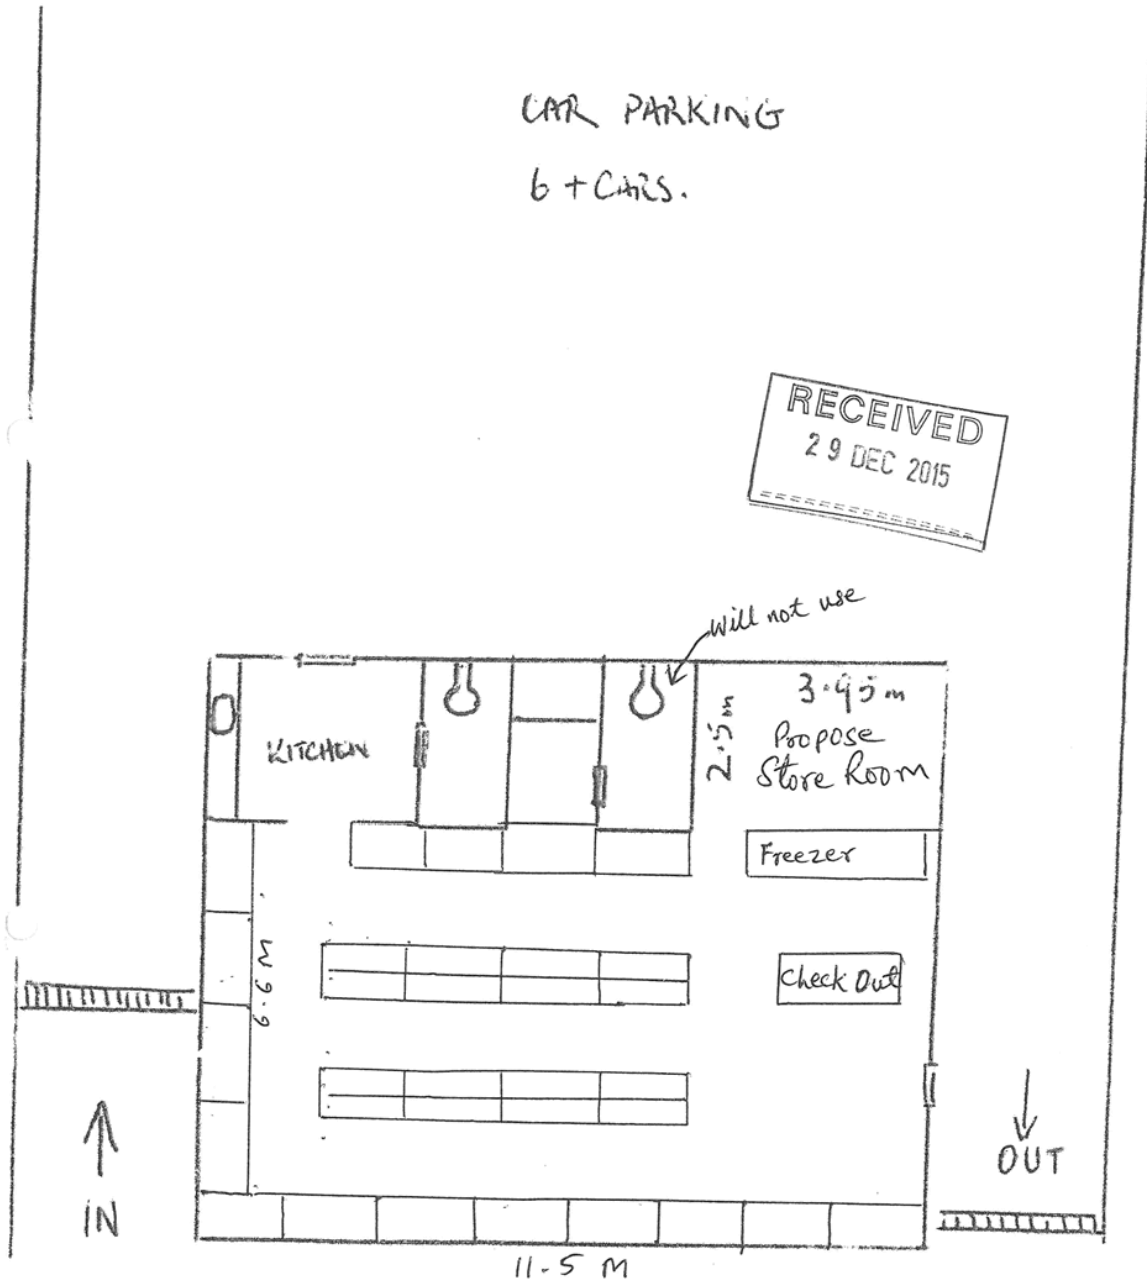 CAR PARKING
6 + CARS.
RECEIVED
29 DEC 2015
Will not use
3.95 m
2.5m
Propose
Store Room
KITCHEN
Freezer
6.6 M
Check Out
IN
OUT
11.5 M